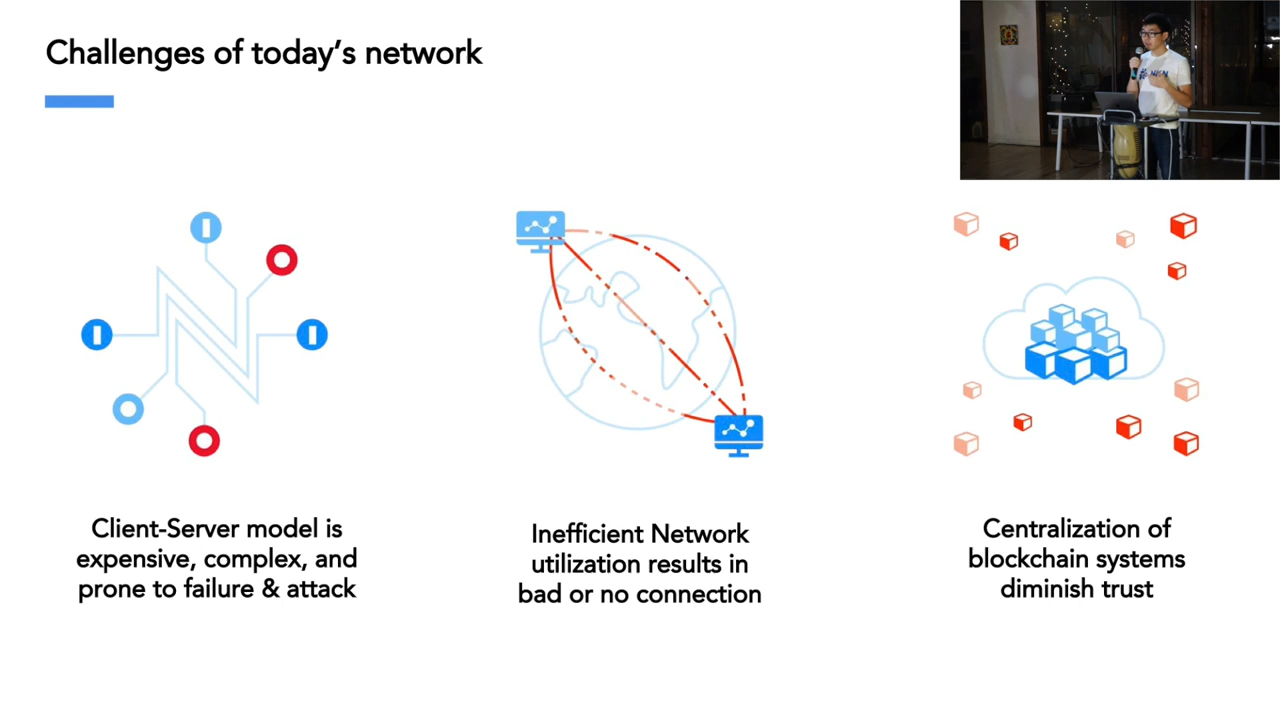 Challenges of today's network
Client-Server model is
expensive, complex, and
prone to failure & attack
Inefficient Network
utilization results in
bad or no connection
Centralization of
blockchain systems
diminish trust